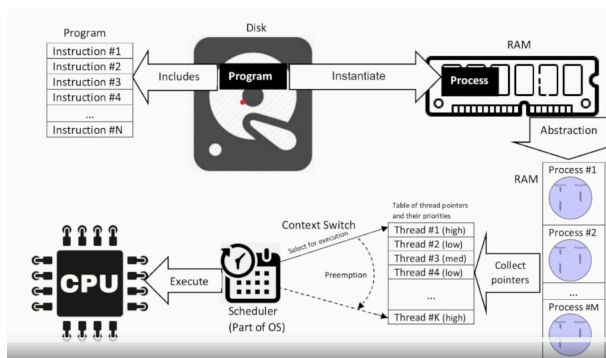 Program
Instruction #1
Instruction #2
Instruction #3
Instruction #4
...
Instruction #N
Includes
Disk
Program
Instantiate
RAM
Process
Abstraction
RAM
Process #1
Process #2
...
Process #M
Collect
pointers
Table of thread pointers
and their priorities
Thread #1 (high)
Thread #2 (low)
Thread #3 (med)
Thread #4 (low)
...
Thread #K (high)
Context Switch
Select for execution
Preemption
Scheduler
(Part of OS)
Execute
CPU